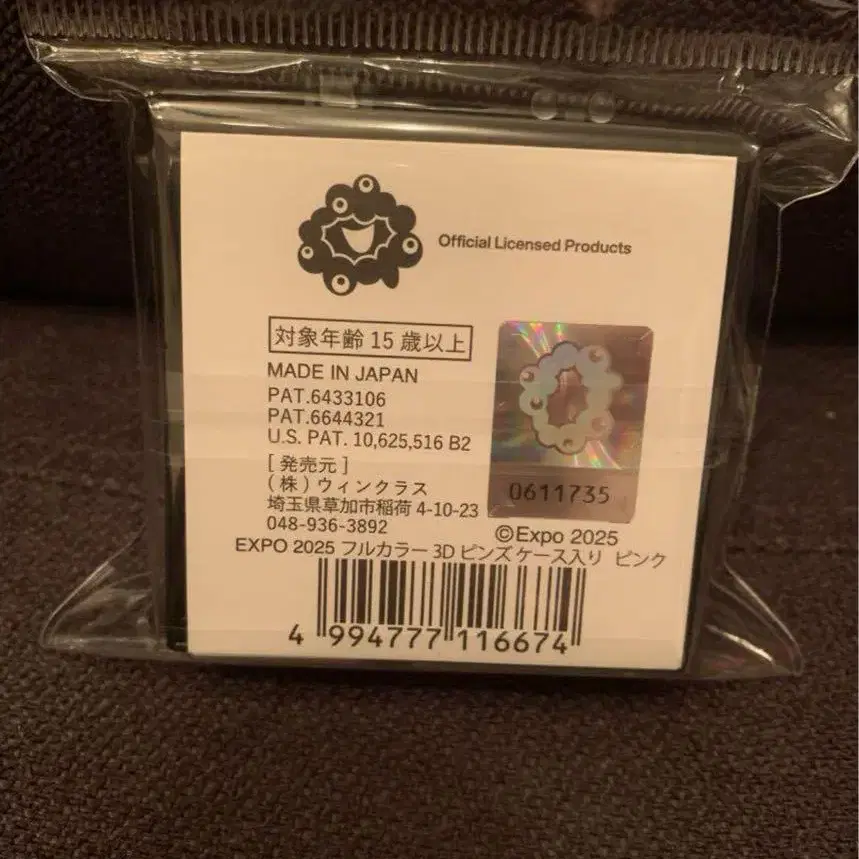 Official Licensed Products
対象年齢 15 歳以上
MADE IN JAPAN
PAT.6433106
PAT.6644321
U.S. PAT. 10,625,516 B2
[ 発売元 ]
(株) ウィンクラス
埼玉県草加市稲荷 4-10-23
048-936-3892
0611735
©Expo 2025
EXPO 2025 フルカラー 3D ピンズ ケース入り ピンク
4 994777 116674